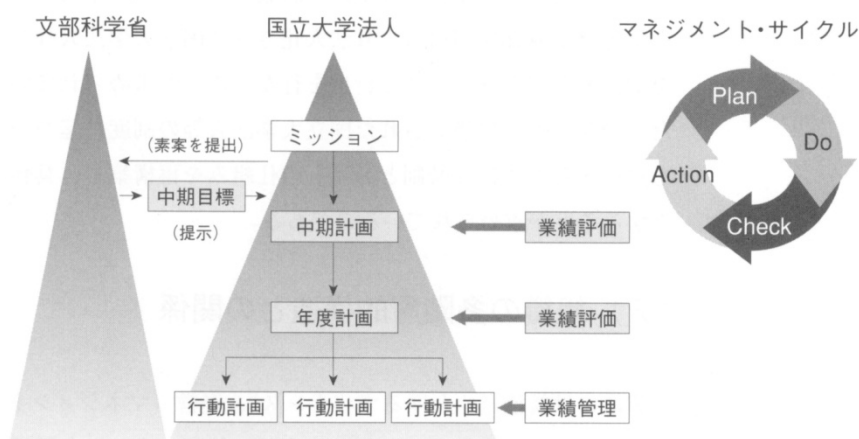 文部科学省
国立大学法人
マネジメント・サイクル
ミッション
(素案を提出)
中期目標
(提示)
中期計画
業績評価
年度計画
業績評価
行動計画
行動計画
行動計画
業績管理
Plan
Do
Check
Action